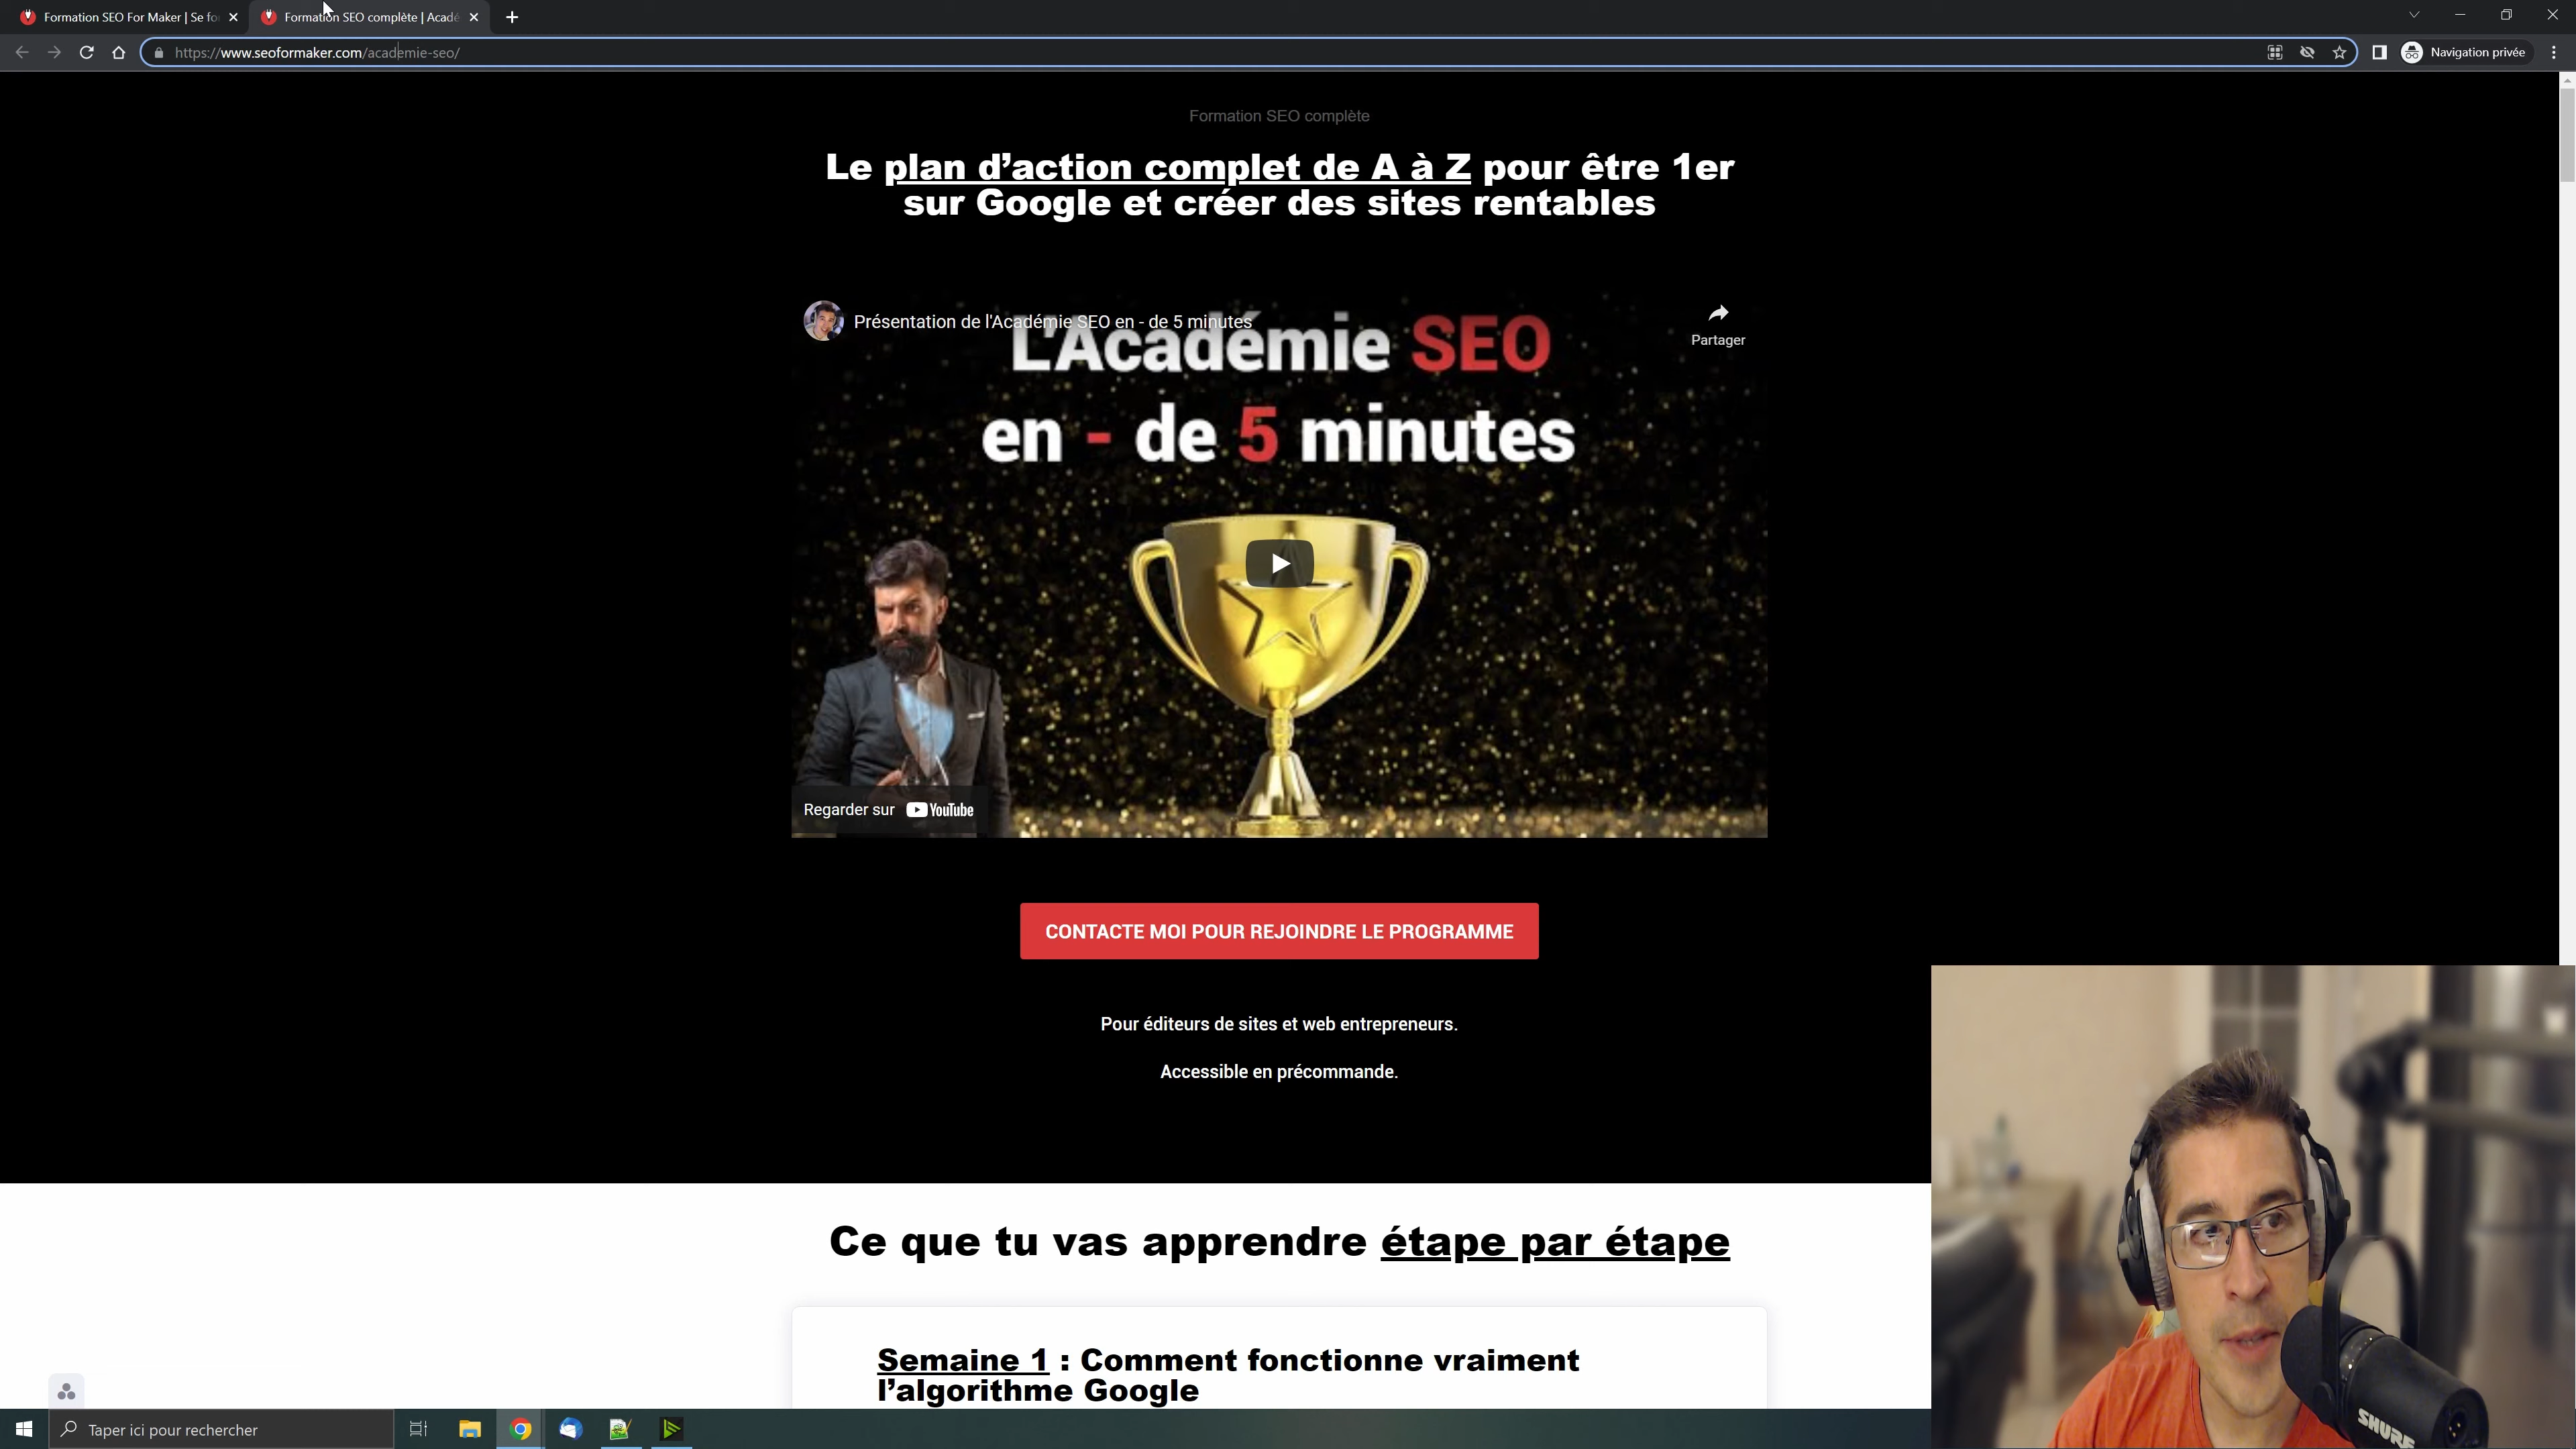 Formation SEO For Maker | Se fo
Formation SEO complète | Acadé
https://www.seoformaker.com/academie-seo/
Navigation privée
Formation SEO complète
Le plan d’action complet de A à Z pour être 1er
sur Google et créer des sites rentables
Présentation de l'Académie SEO en - de 5 minutes
Partager
L'Académie SEO
en - de 5 minutes
Regarder sur YouTube
CONTACTE MOI POUR REJOINDRE LE PROGRAMME
Pour éditeurs de sites et web entrepreneurs.
Accessible en précommande.
Ce que tu vas apprendre étape par étape
Semaine 1 : Comment fonctionne vraiment
l’algorithme Google
Taper ici pour rechercher
SHURE